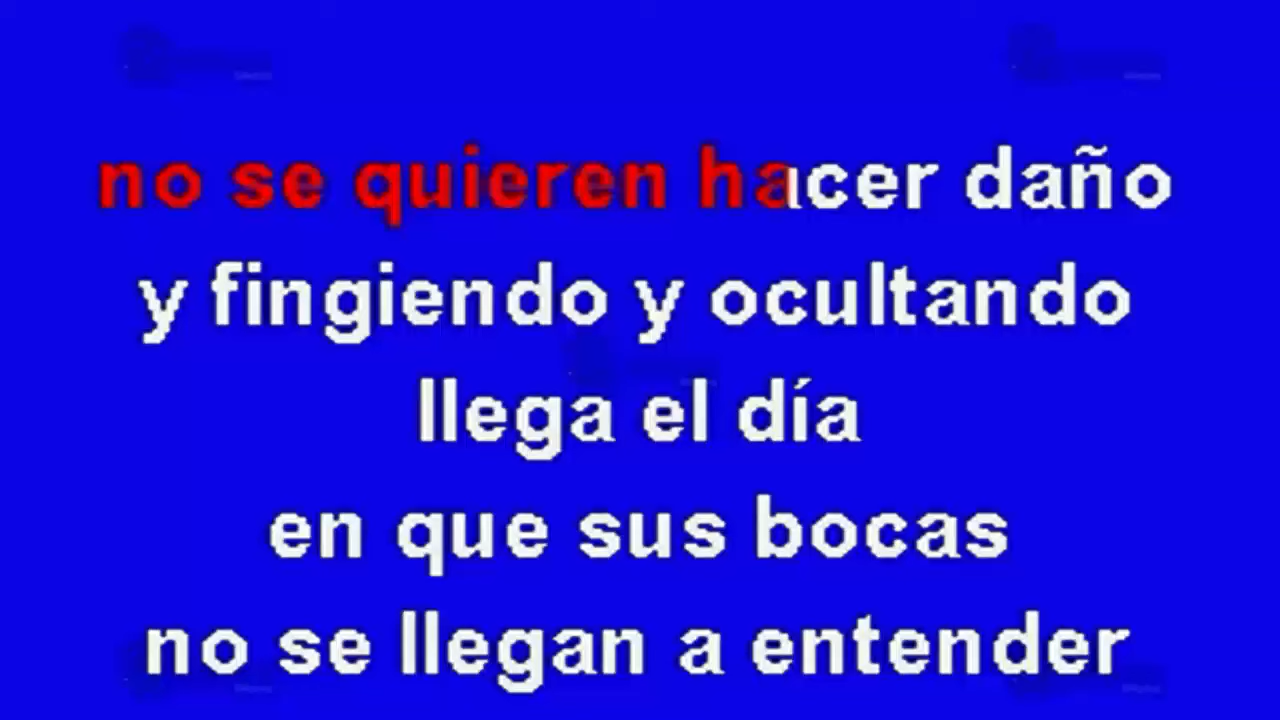 no se quieren hacer daño
y fingiendo y ocultando
llega el día
en que sus bocas
no se llegan a entender